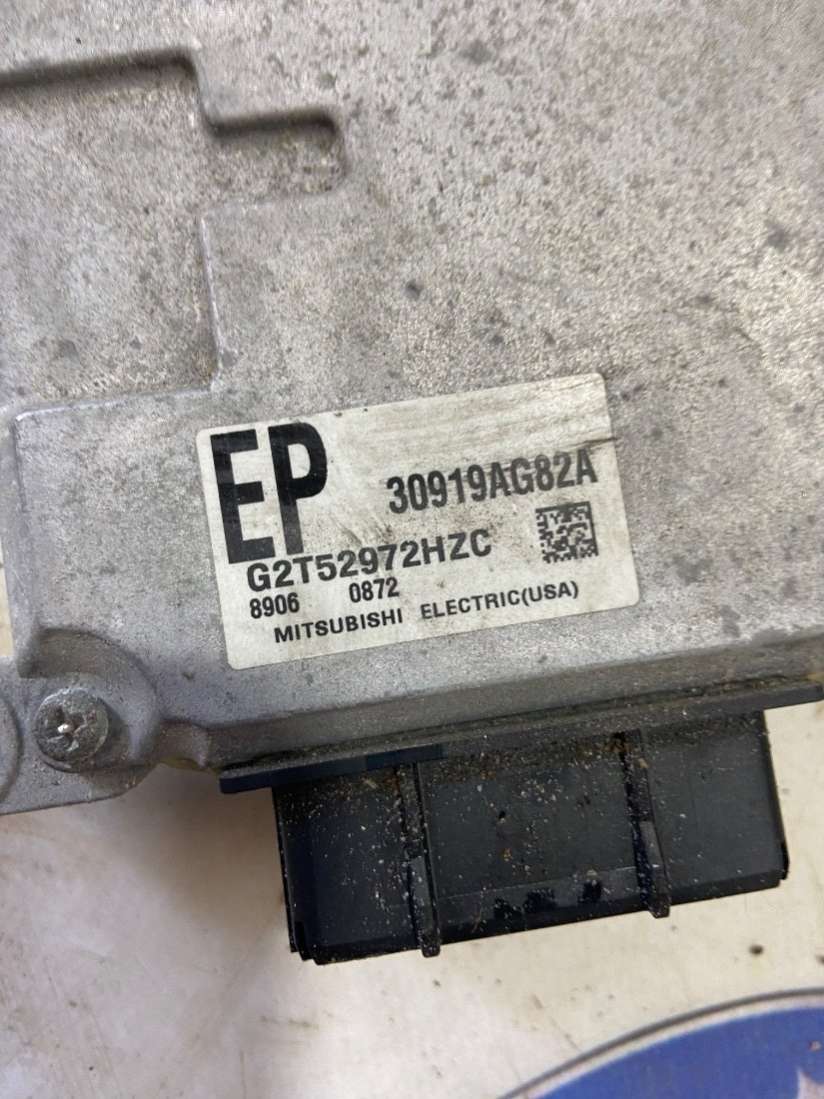 EP 30919AG82A
G2T52972HZC
8906 0872
MITSUBISHI ELECTRIC(USA)